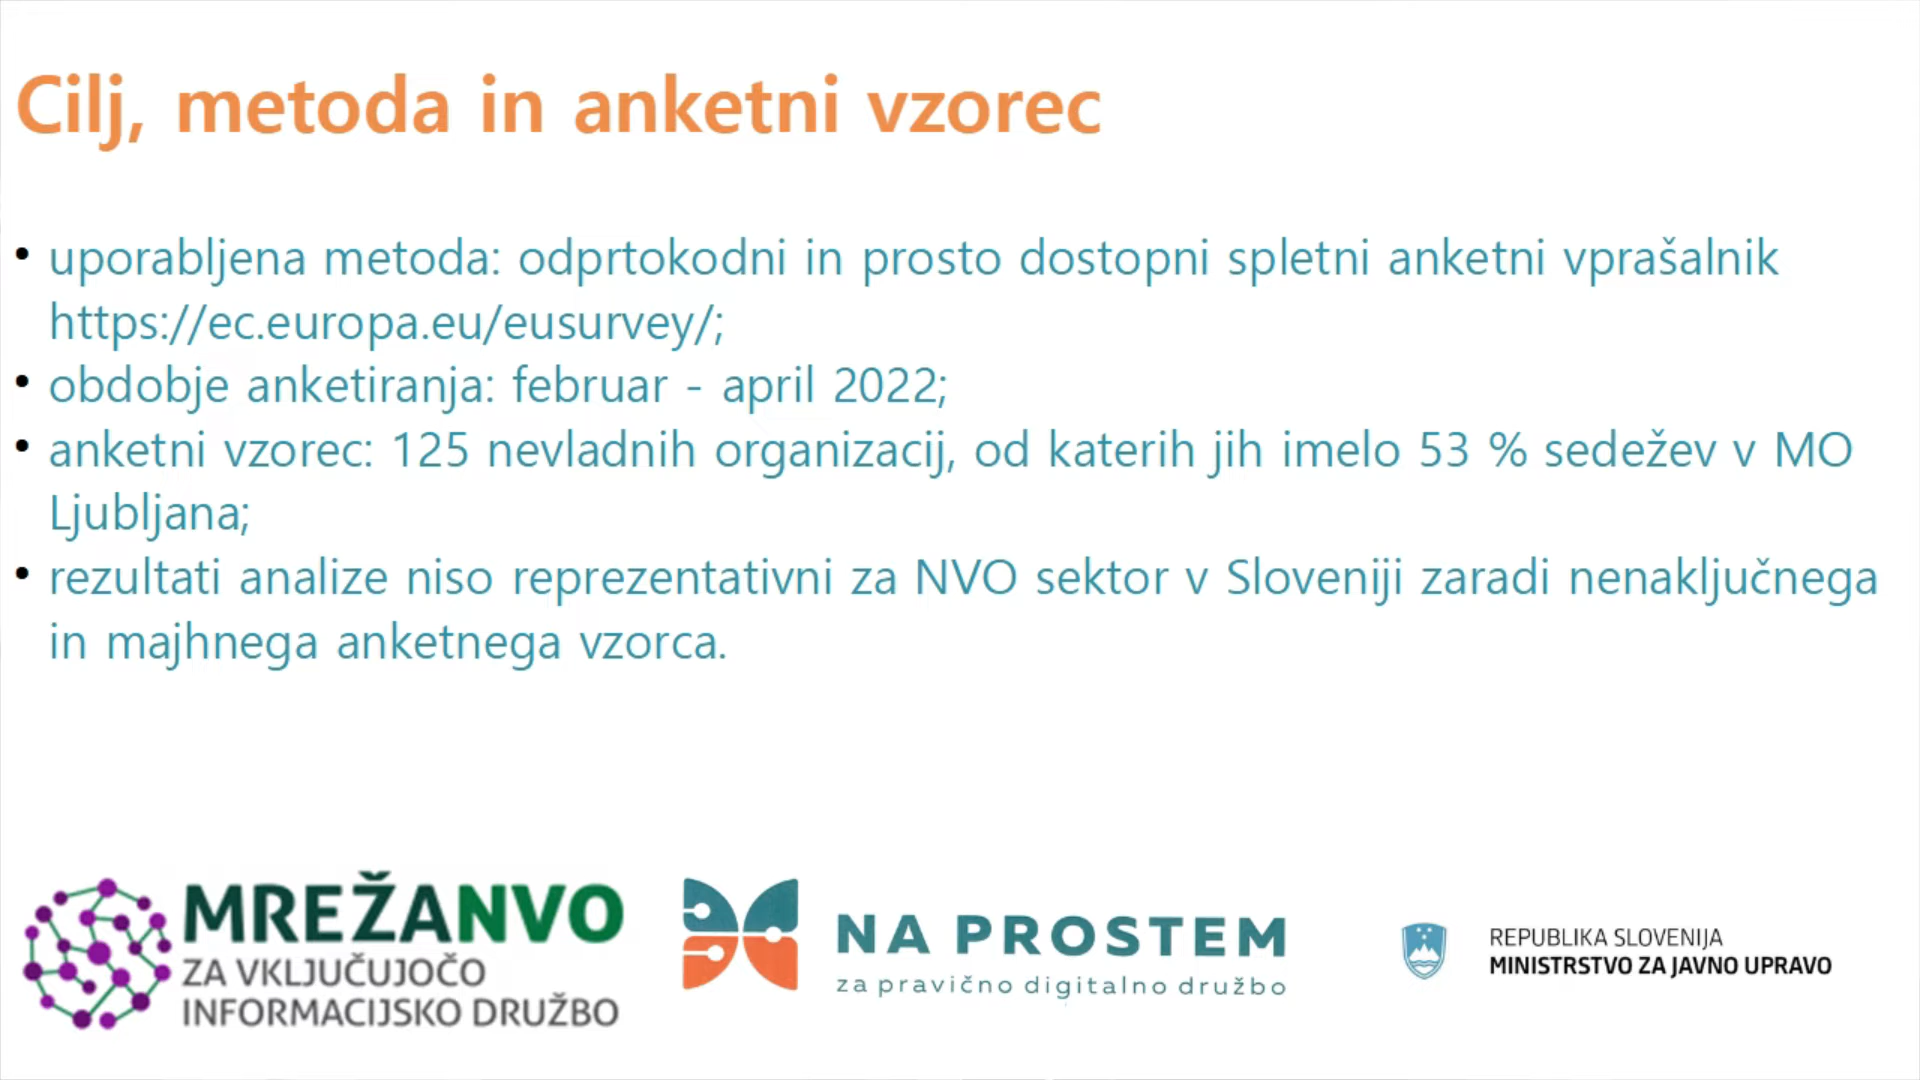 Cilj, metoda in anketni vzorec
• uporabljena metoda: odprtokodni in prosto dostopni spletni anketni vprašalnik
https://ec.europa.eu/eusurvey/;
• obdobje anketiranja: februar - april 2022;
• anketni vzorec: 125 nevladnih organizacij, od katerih jih imelo 53 % sedežev v MO
Ljubljana;
• rezultati analize niso reprezentativni za NVO sektor v Sloveniji zaradi nenaključnega
in majhnega anketnega vzorca.
MREŽANVO
ZA VKLJUČUJOČO
INFORMACIJSKO DRUŽBO
NA PROSTEM
za pravično digitalno družbo
REPUBLIKA SLOVENIJA
MINISTRSTVO ZA JAVNO UPRAVO